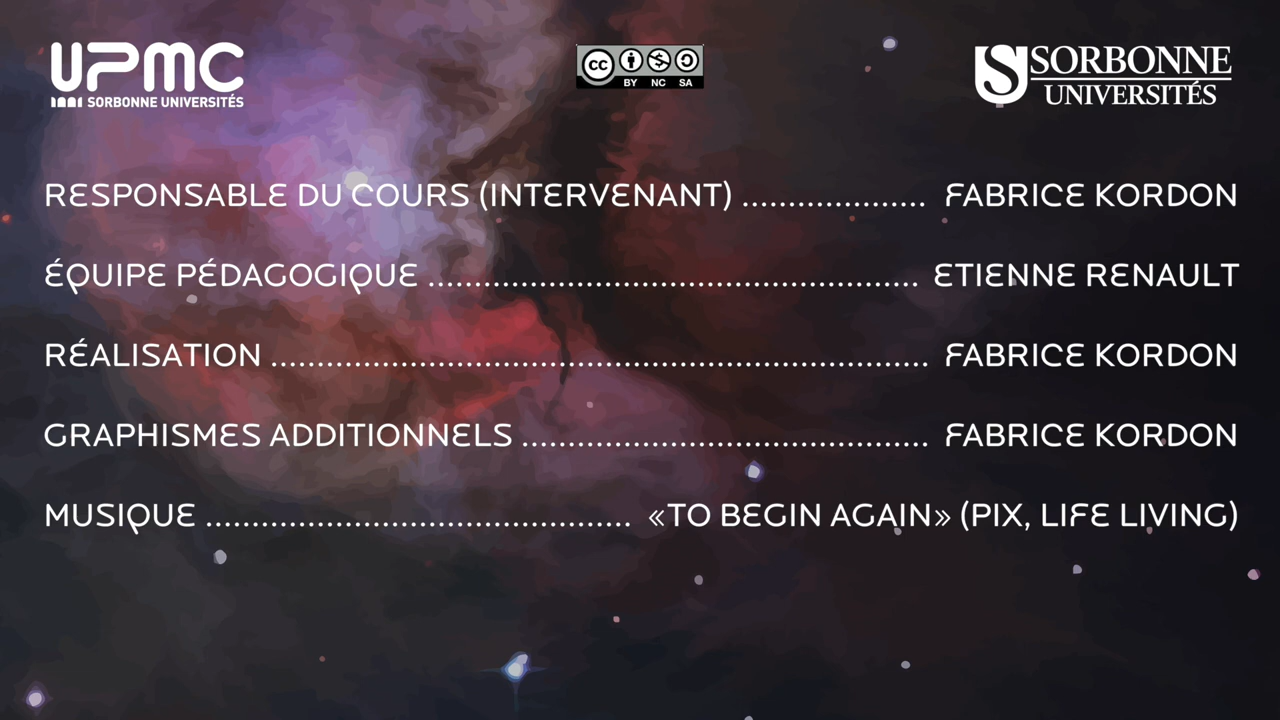 UPMC
SORBONNE UNIVERSITÉS
CC BY NC SA
SORBONNE
UNIVERSITÉS
RESPONSABLE DU COURS (INTERVENANT) .................... FABRICE KORDON
ÉQUIPE PÉDAGOGIQUE ..................................................... ETIENNE RENAULT
RÉALISATION ....................................................................... FABRICE KORDON
GRAPHISMES ADDITIONNELS ............................................ FABRICE KORDON
MUSIQUE .............................................. «TO BEGIN AGAIN» (PIX, LIFE LIVING)